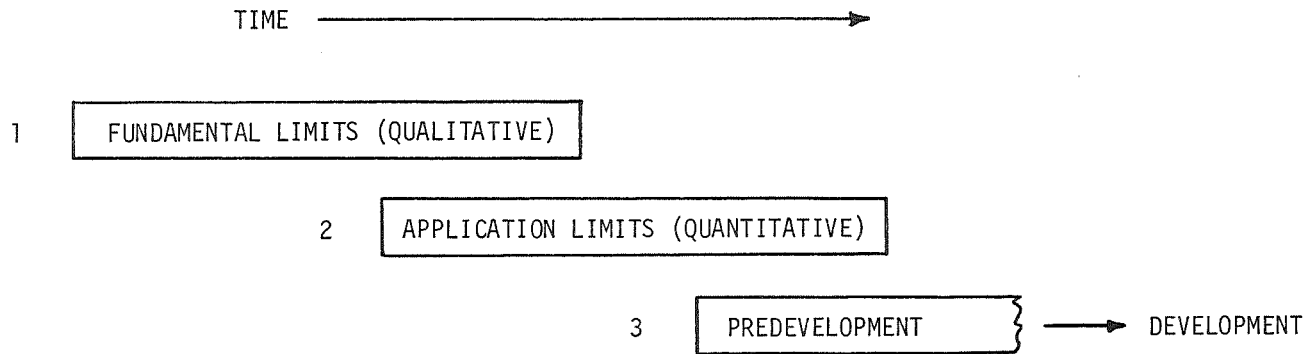 TIME
1 FUNDAMENTAL LIMITS (QUALITATIVE)
2 APPLICATION LIMITS (QUANTITATIVE)
3 PREDEVELOPMENT DEVELOPMENT